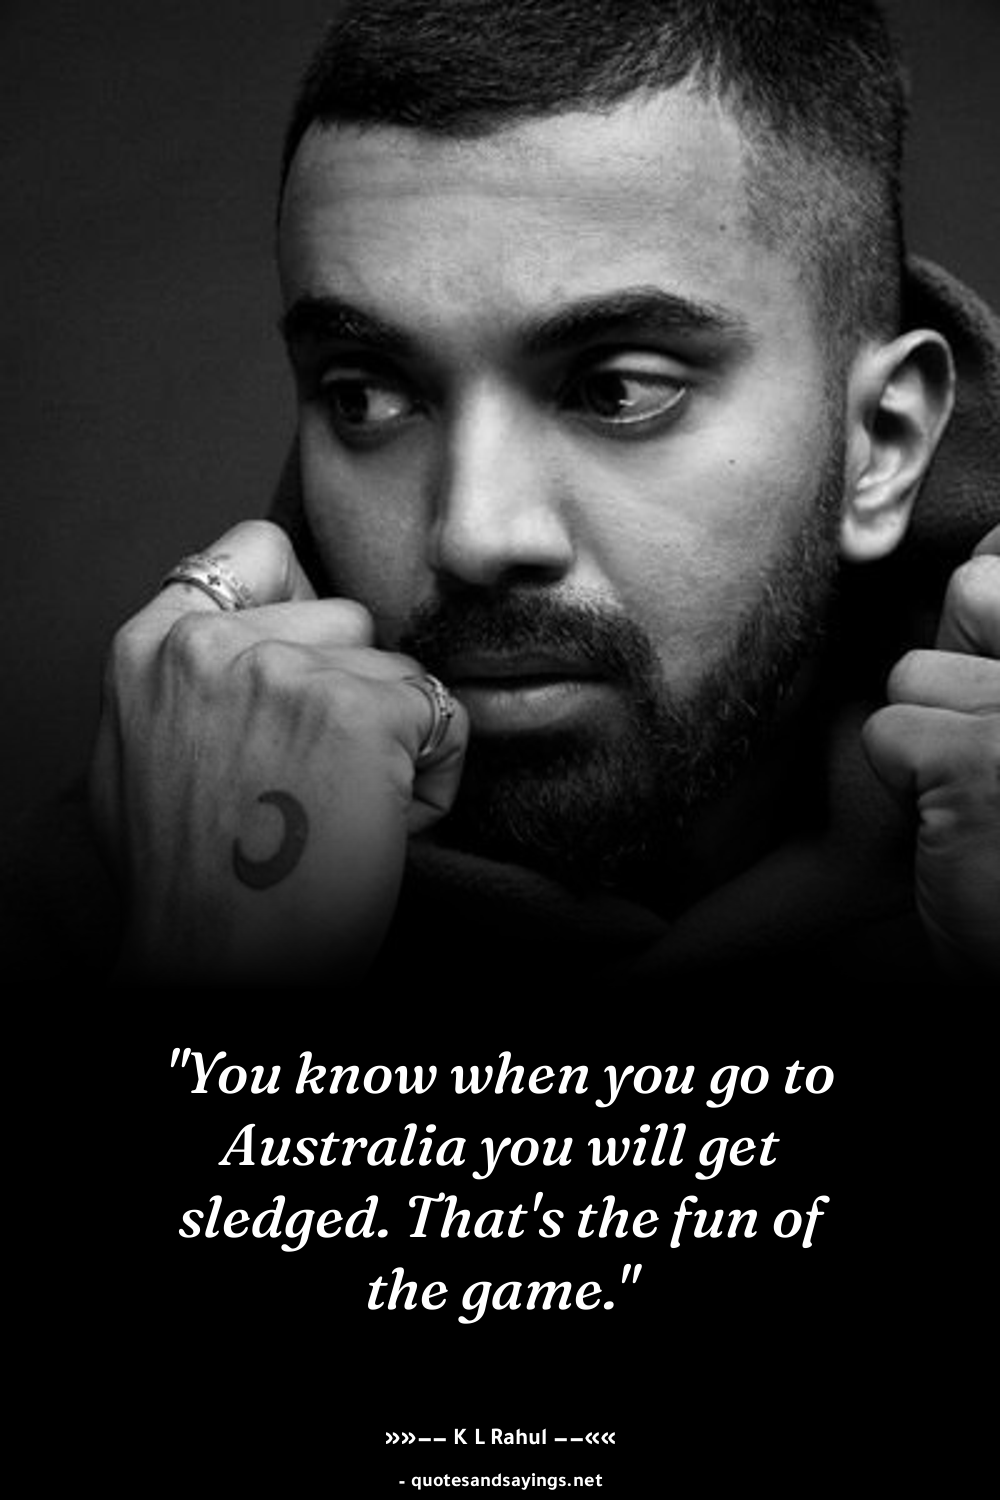 "You know when you go to
Australia you will get
sledged. That's the fun of
the game."
»»–– K L Rahul ––««
- quotesandsayings.net